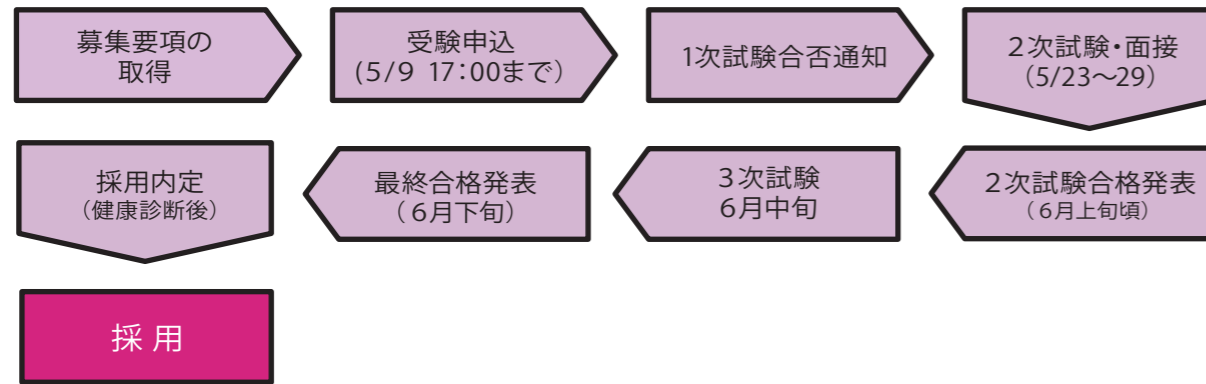 募集要項の
取得
受験申込
(5/9 17:00まで)
1次試験合否通知
2次試験・面接
(5/23〜29)
2次試験合格発表
(6月上旬頃)
3次試験
6月中旬
最終合格発表
(6月下旬)
採用内定
(健康診断後)
採用